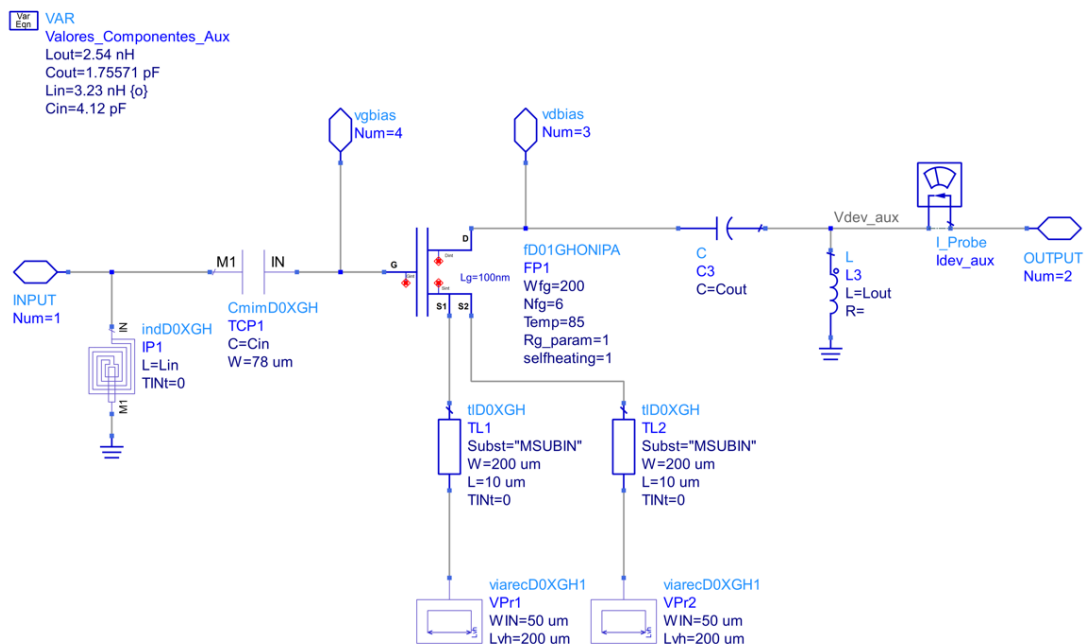 Var
Eqn
VAR
Valores_Componentes_Aux
Lout=2.54 nH
Cout=1.75571 pF
Lin=3.23 nH {o}
Cin=4.12 pF
vgbias
Num=4
vdbias
Num=3
INPUT
Num=1
IN
M1
indD0XGH
IP1
L=Lin
TINt=0
M1
IN
CmimD0XGH
TCP1
C=Cin
W=78 um
G
D
S1
S2
Lg=100nm
fD01GHONIPA
FP1
Wfg=200
Nfg=6
Temp=85
Rg_param=1
selfheating=1
C
C3
C=Cout
Vdev_aux
L
L3
L=Lout
R=
I_Probe
Idev_aux
OUTPUT
Num=2
tlD0XGH
TL1
Subst="MSUBIN"
W=200 um
L=10 um
TINt=0
tlD0XGH
TL2
Subst="MSUBIN"
W=200 um
L=10 um
TINt=0
viarecD0XGH1
VPr1
WIN=50 um
Lvh=200 um
viarecD0XGH1
VPr2
WIN=50 um
Lvh=200 um